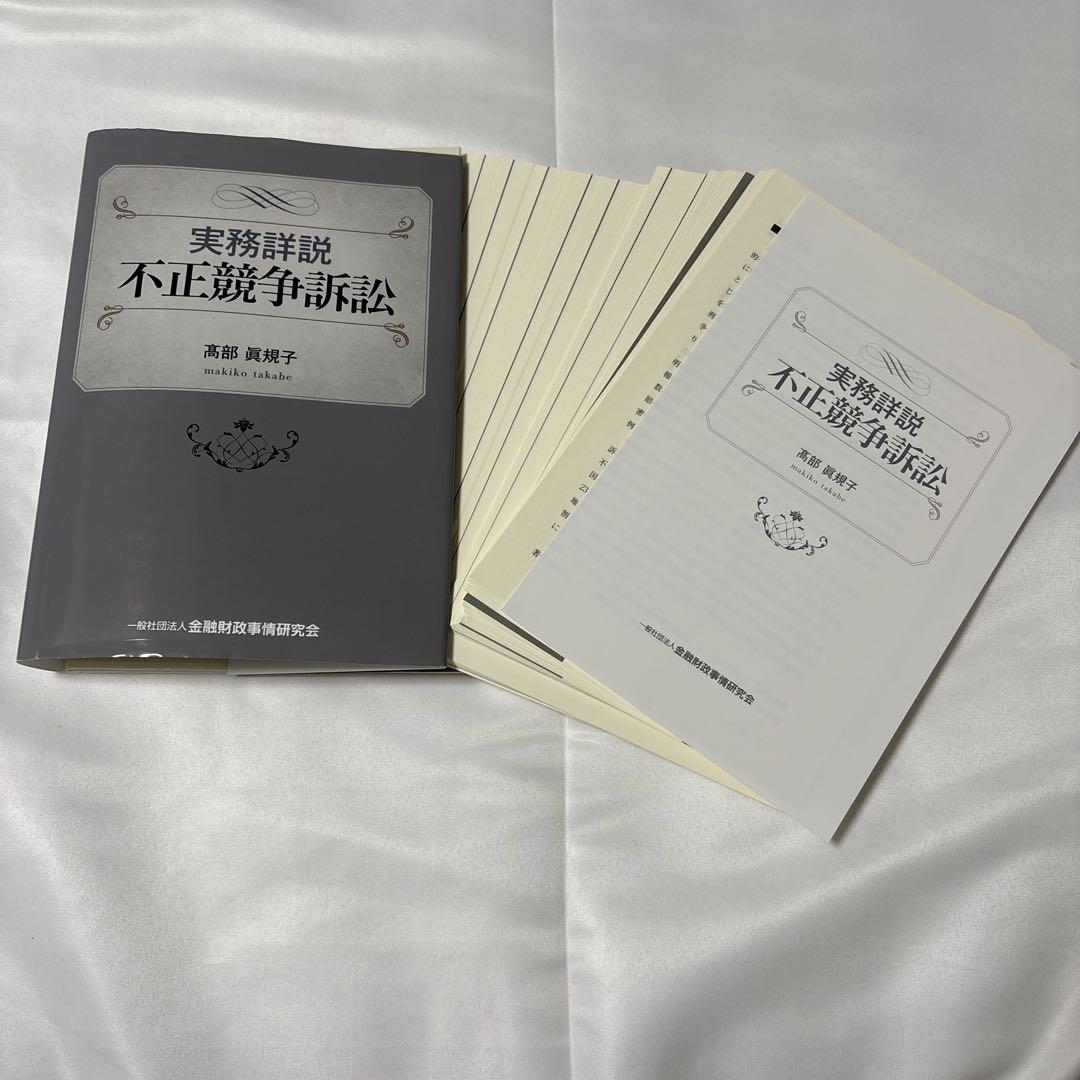 実務詳説
不正競争訴訟
髙部 眞規子
makiko takabe
一般社団法人 金融財政事情研究会
実務詳説
不正競争訴訟
髙部 眞規子
makiko takabe
一般社団法人 金融財政事情研究会